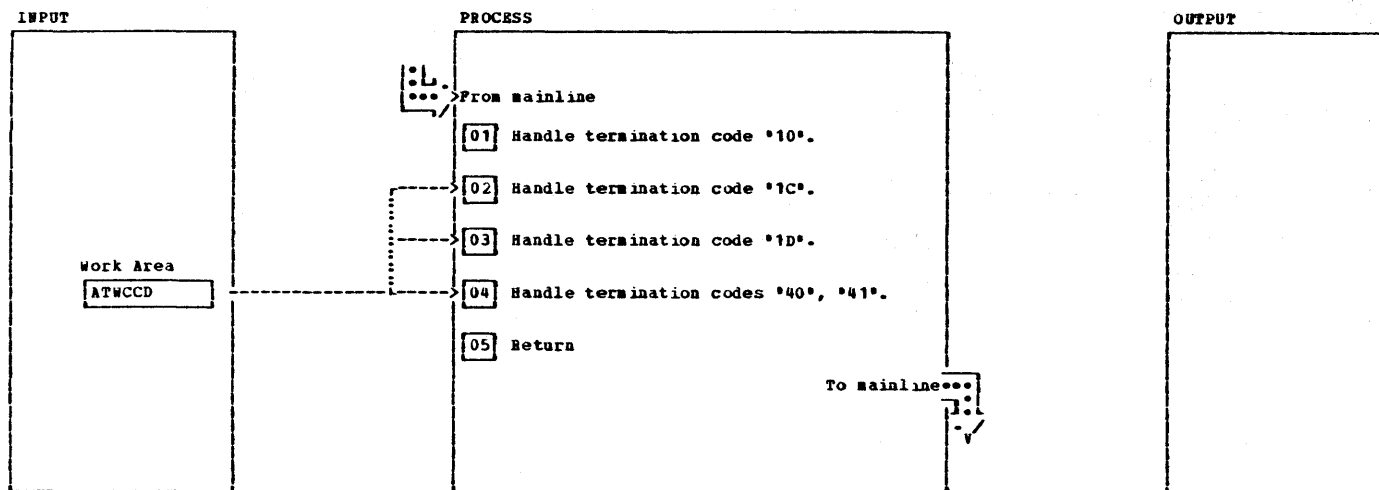 INPUT
PROCESS
OUTPUT
From mainline
01 Handle termination code "10".
02 Handle termination code "1C".
03 Handle termination code "1D".
Work Area
ATWCCD
04 Handle termination codes "40", "41".
05 Return
To mainline